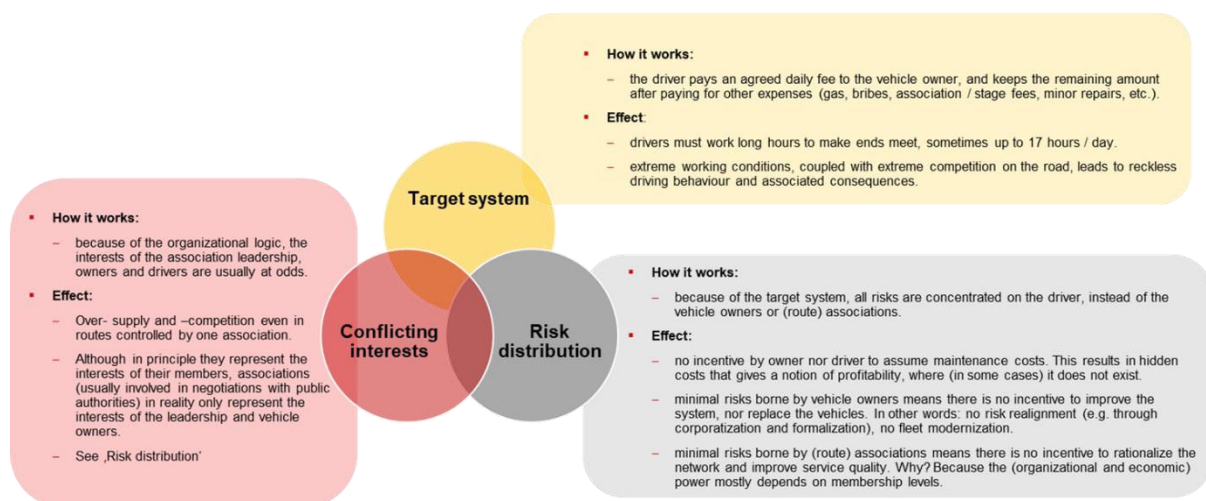 ▪ How it works:
– the driver pays an agreed daily fee to the vehicle owner, and keeps the remaining amount
after paying for other expenses (gas, bribes, association / stage fees, minor repairs, etc.).
▪ Effect:
– drivers must work long hours to make ends meet, sometimes up to 17 hours / day.
– extreme working conditions, coupled with extreme competition on the road, leads to reckless
driving behaviour and associated consequences.
Target system
▪ How it works:
– because of the organizational logic, the
interests of the association leadership,
owners and drivers are usually at odds.
▪ Effect:
– Over- supply and –competition even in
routes controlled by one association.
– Although in principle they represent the
interests of their members, associations
(usually involved in negotiations with public
authorities) in reality only represent the
interests of the leadership and vehicle
owners.
– See ‚Risk distribution'
Conflicting
interests
Risk
distribution
▪ How it works:
– because of the target system, all risks are concentrated on the driver, instead of the
vehicle owners or (route) associations.
▪ Effect:
– no incentive by owner nor driver to assume maintenance costs. This results in hidden
costs that gives a notion of profitability, where (in some cases) it does not exist.
– minimal risks borne by vehicle owners means there is no incentive to improve the
system, nor replace the vehicles. In other words: no risk realignment (e.g. through
corporatization and formalization), no fleet modernization.
– minimal risks borne by (route) associations means there is no incentive to rationalize the
network and improve service quality. Why? Because the (organizational and economic)
power mostly depends on membership levels.